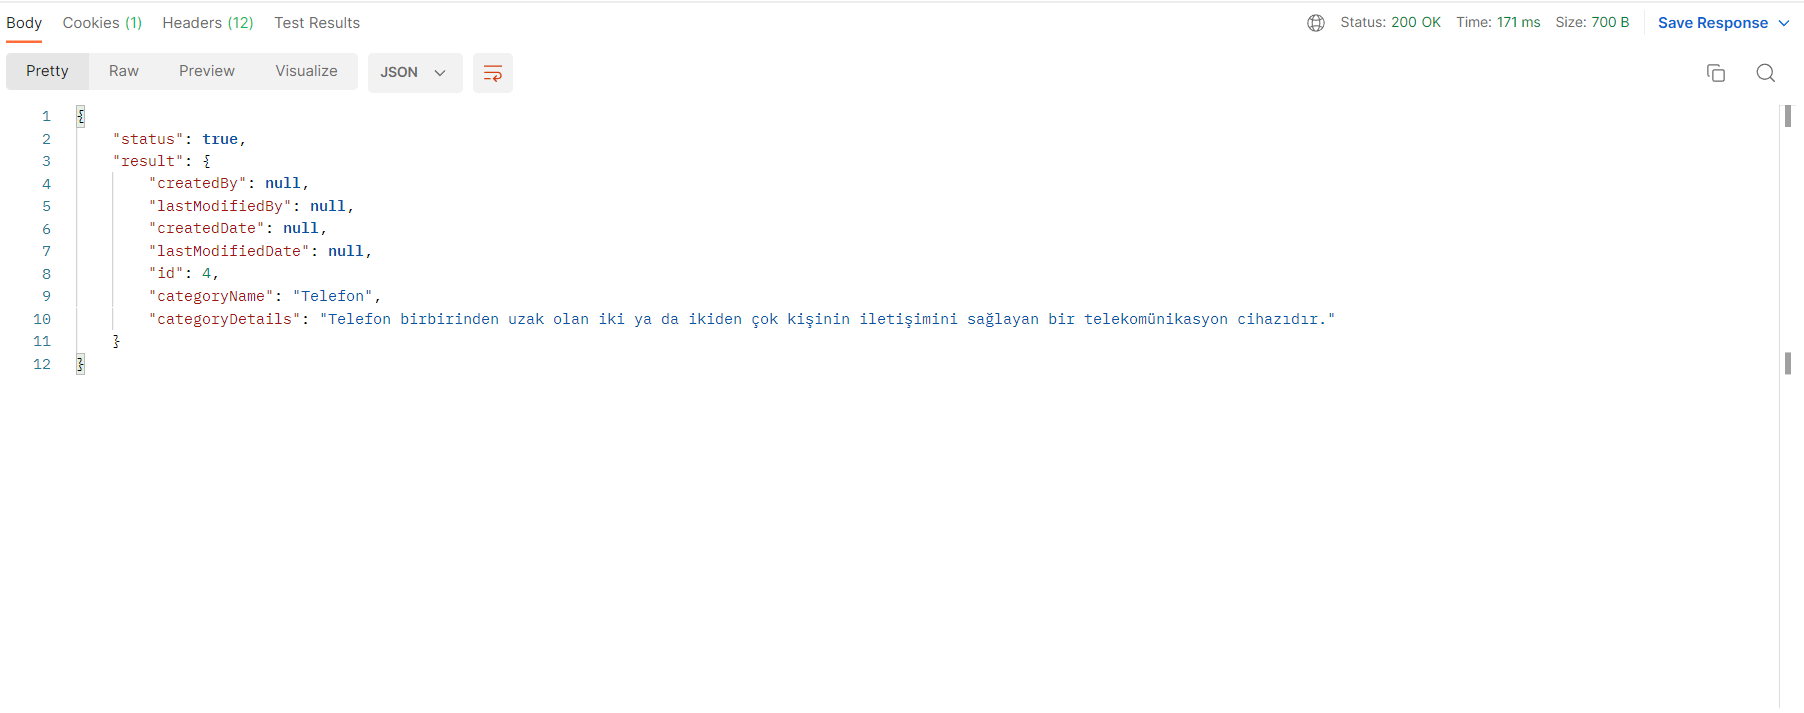 Body Cookies (1) Headers (12) Test Results Status: 200 OK Time: 171 ms Size: 700 B Save Response
Pretty Raw Preview Visualize JSON
1 {
2 "status": true,
3 "result": {
4 "createdBy": null,
5 "lastModifiedBy": null,
6 "createdDate": null,
7 "lastModifiedDate": null,
8 "id": 4,
9 "categoryName": "Telefon",
10 "categoryDetails": "Telefon birbirinden uzak olan iki ya da ikiden çok kişinin iletişimini sağlayan bir telekomünikasyon cihazıdır."
11 }
12 }